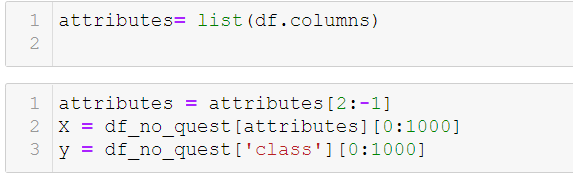 1 attributes= list(df.columns)
2
1 attributes = attributes[2:-1]
2 X = df_no_quest[attributes][0:1000]
3 y = df_no_quest['class'][0:1000]